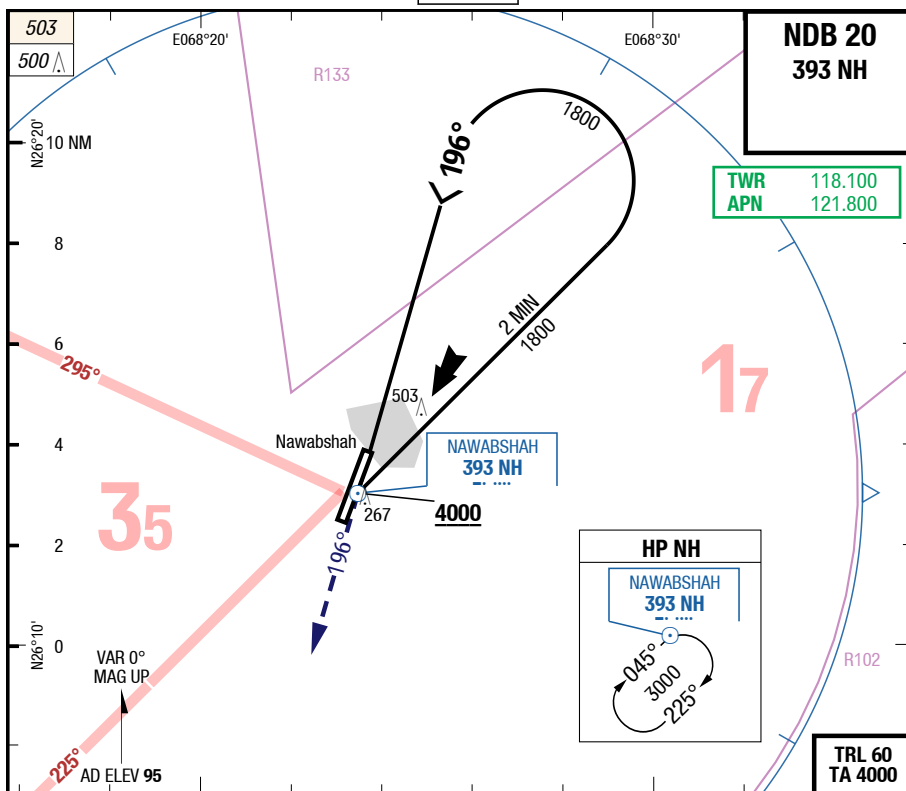 503
500
E068°20'
E068°30'
NDB 20
393 NH
R133
1800
196°
N26°20'
10 NM
TWR 118.100
APN 121.800
8
2 MIN
1800
6
295°
17
503
Nawabshah
4
NAWABSHAH
393 NH
267
4000
35
196°
2
HP NH
NAWABSHAH
393 NH
045°
3000
225°
N26°10'
0
VAR 0°
MAG UP
R102
225°
AD ELEV 95
TRL 60
TA 4000